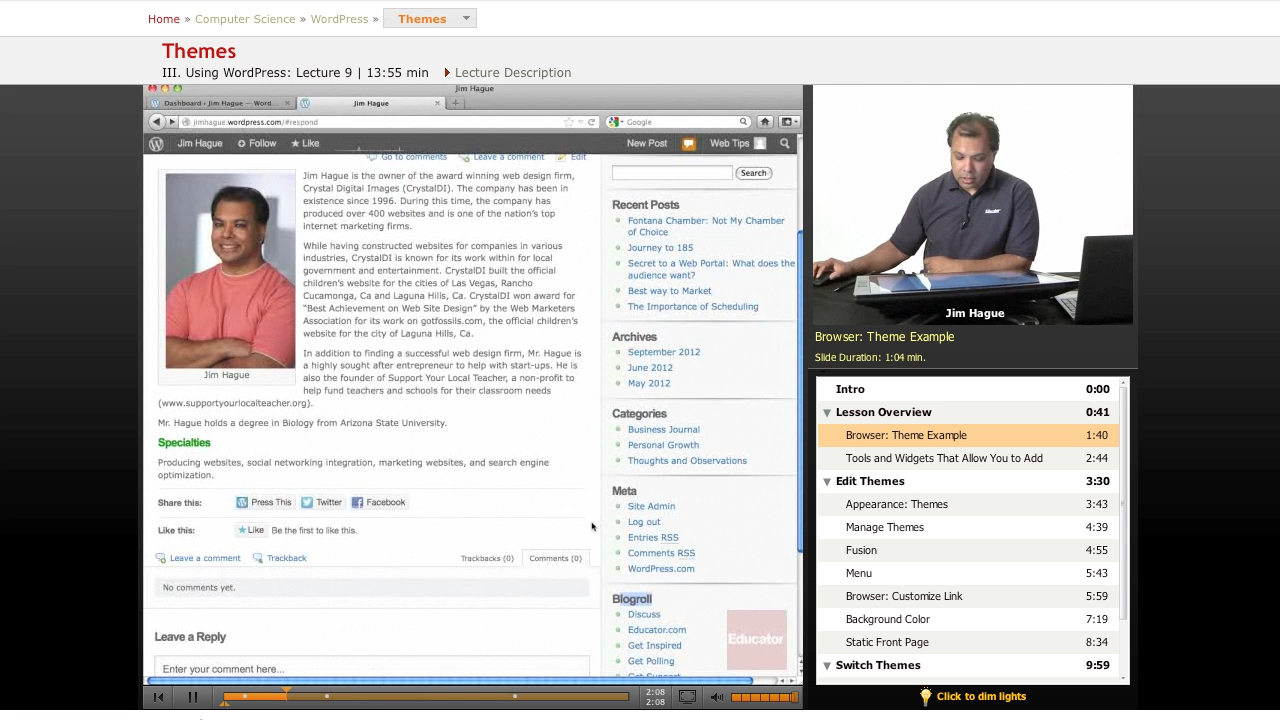 Home » Computer Science » WordPress » Themes
Themes
III. Using WordPress: Lecture 9 | 13:55 min Lecture Description
Jim Hague
Dashboard ‹ Jim Hague — Word...
Jim Hague
jimhague.wordpress.com/#respond
Google
Jim Hague Follow Like
New Post Web Tips
Go to comments Leave a comment Edit
Jim Hague is the owner of the award winning web design firm,
Crystal Digital Images (CrystalDI). The company has been in
existence since 1996. During this time, the company has
produced over 400 websites and is one of the nation's top
internet marketing firms.
While having constructed websites for companies in various
industries, CrystalDI is known for its work within for local
government and entertainment. CrystalDI built the official
children's website for the cities of Las Vegas, Rancho
Cucamonga, Ca and Laguna Hills, Ca. CrystalDI won award for
"Best Achievement on Web Site Design" by the Web Marketers
Association for its work on gotfossils.com, the official children's
website for the city of Laguna Hills, Ca.
Jim Hague
In addition to finding a successful web design firm, Mr. Hague is
a highly sought after entrepreneur to help with start-ups. He is
also the founder of Support Your Local Teacher, a non-profit to
help fund teachers and schools for their classroom needs
(www.supportyourlocalteacher.org).
Mr. Hague holds a degree in Biology from Arizona State University.
Specialties
Producing websites, social networking integration, marketing websites, and search engine
optimization.
Share this: Press This Twitter Facebook
Like this: Like Be the first to like this.
Leave a comment Trackback Trackbacks (0) Comments (0)
No comments yet.
Leave a Reply
Enter your comment here...
Search
Recent Posts
Fontana Chamber: Not My Chamber
of Choice
Journey to 185
Secret to a Web Portal: What does the
audience want?
Best way to Market
The Importance of Scheduling
Archives
September 2012
June 2012
May 2012
Categories
Business Journal
Personal Growth
Thoughts and Observations
Meta
Site Admin
Log out
Entries RSS
Comments RSS
WordPress.com
Blogroll
Discuss
Educator.com
Get Inspired
Get Polling
Get Support
Educator
2:08
2:08
Educator
Jim Hague
Browser: Theme Example
Slide Duration: 1:04 min.
Intro 0:00
Lesson Overview 0:41
Browser: Theme Example 1:40
Tools and Widgets That Allow You to Add 2:44
Edit Themes 3:30
Appearance: Themes 3:43
Manage Themes 4:39
Fusion 4:55
Menu 5:43
Browser: Customize Link 5:59
Background Color 7:19
Static Front Page 8:34
Switch Themes 9:59
Click to dim lights